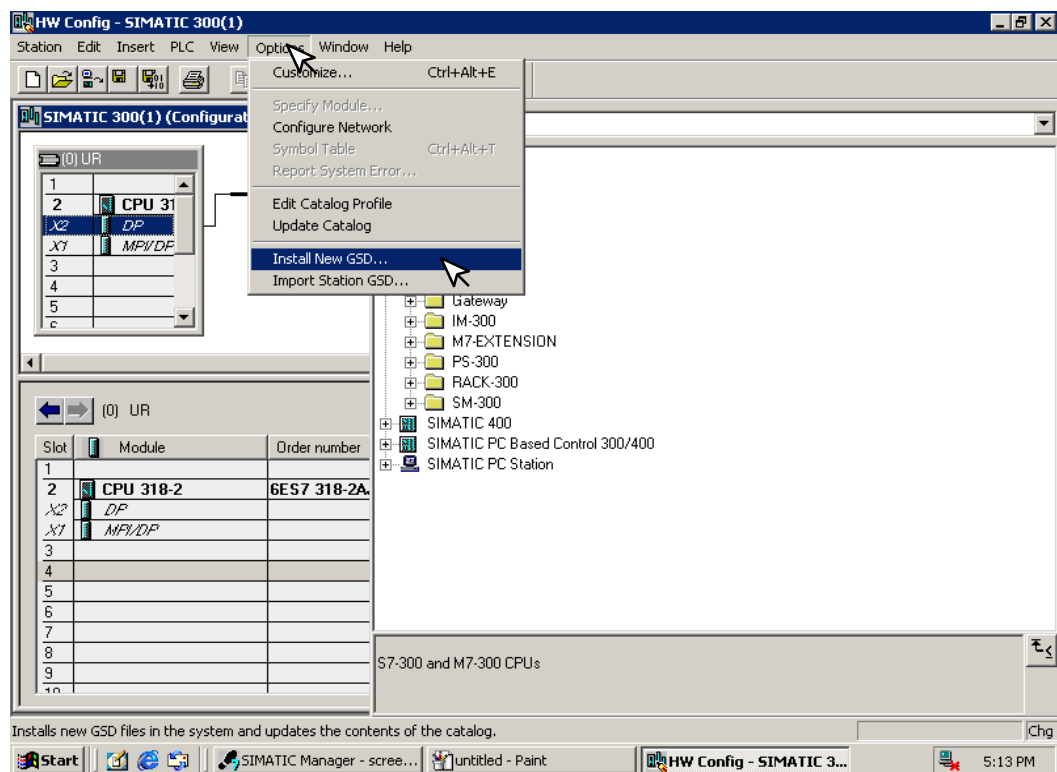 HW Config - SIMATIC 300(1)
Station Edit Insert PLC View Options Window Help
Customize... Ctrl+Alt+E
Specify Module...
Configure Network
Symbol Table Ctrl+Alt+T
Report System Error...
Edit Catalog Profile
Update Catalog
Install New GSD...
Import Station GSD...
SIMATIC 300(1) (Configurat
(0) UR
1
2 CPU 31
X2 DP
X1 MPI/DP
3
4
5
6
Gateway
IM-300
M7-EXTENSION
PS-300
RACK-300
SM-300
SIMATIC 400
SIMATIC PC Based Control 300/400
SIMATIC PC Station
(0) UR
Slot Module Order number
1
2 CPU 318-2 6ES7 318-2A
X2 DP
X1 MPI/DP
3
4
5
6
7
8
9
10
S7-300 and M7-300 CPUs
Installs new GSD files in the system and updates the contents of the catalog.
Chg
Start SIMATIC Manager - scree... untitled - Paint HW Config - SIMATIC 3... 5:13 PM